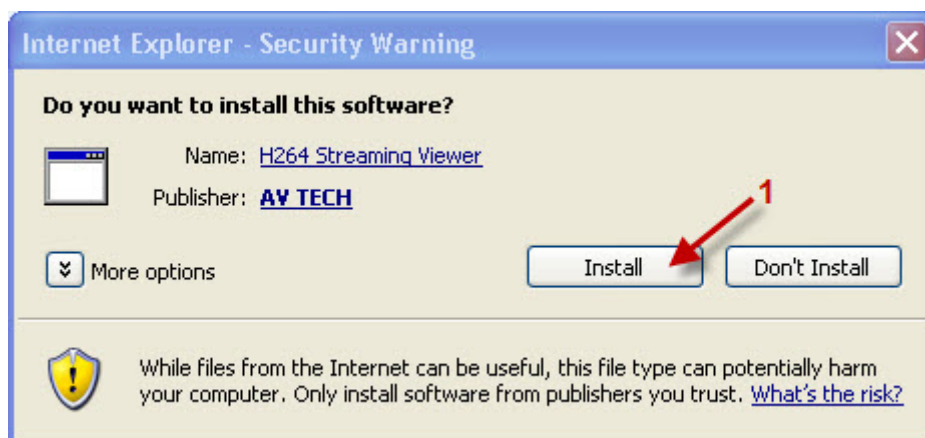 Internet Explorer - Security Warning
Do you want to install this software?
Name: H264 Streaming Viewer
Publisher: AV TECH
1
More options
Install
Don't Install
While files from the Internet can be useful, this file type can potentially harm
your computer. Only install software from publishers you trust. What's the risk?